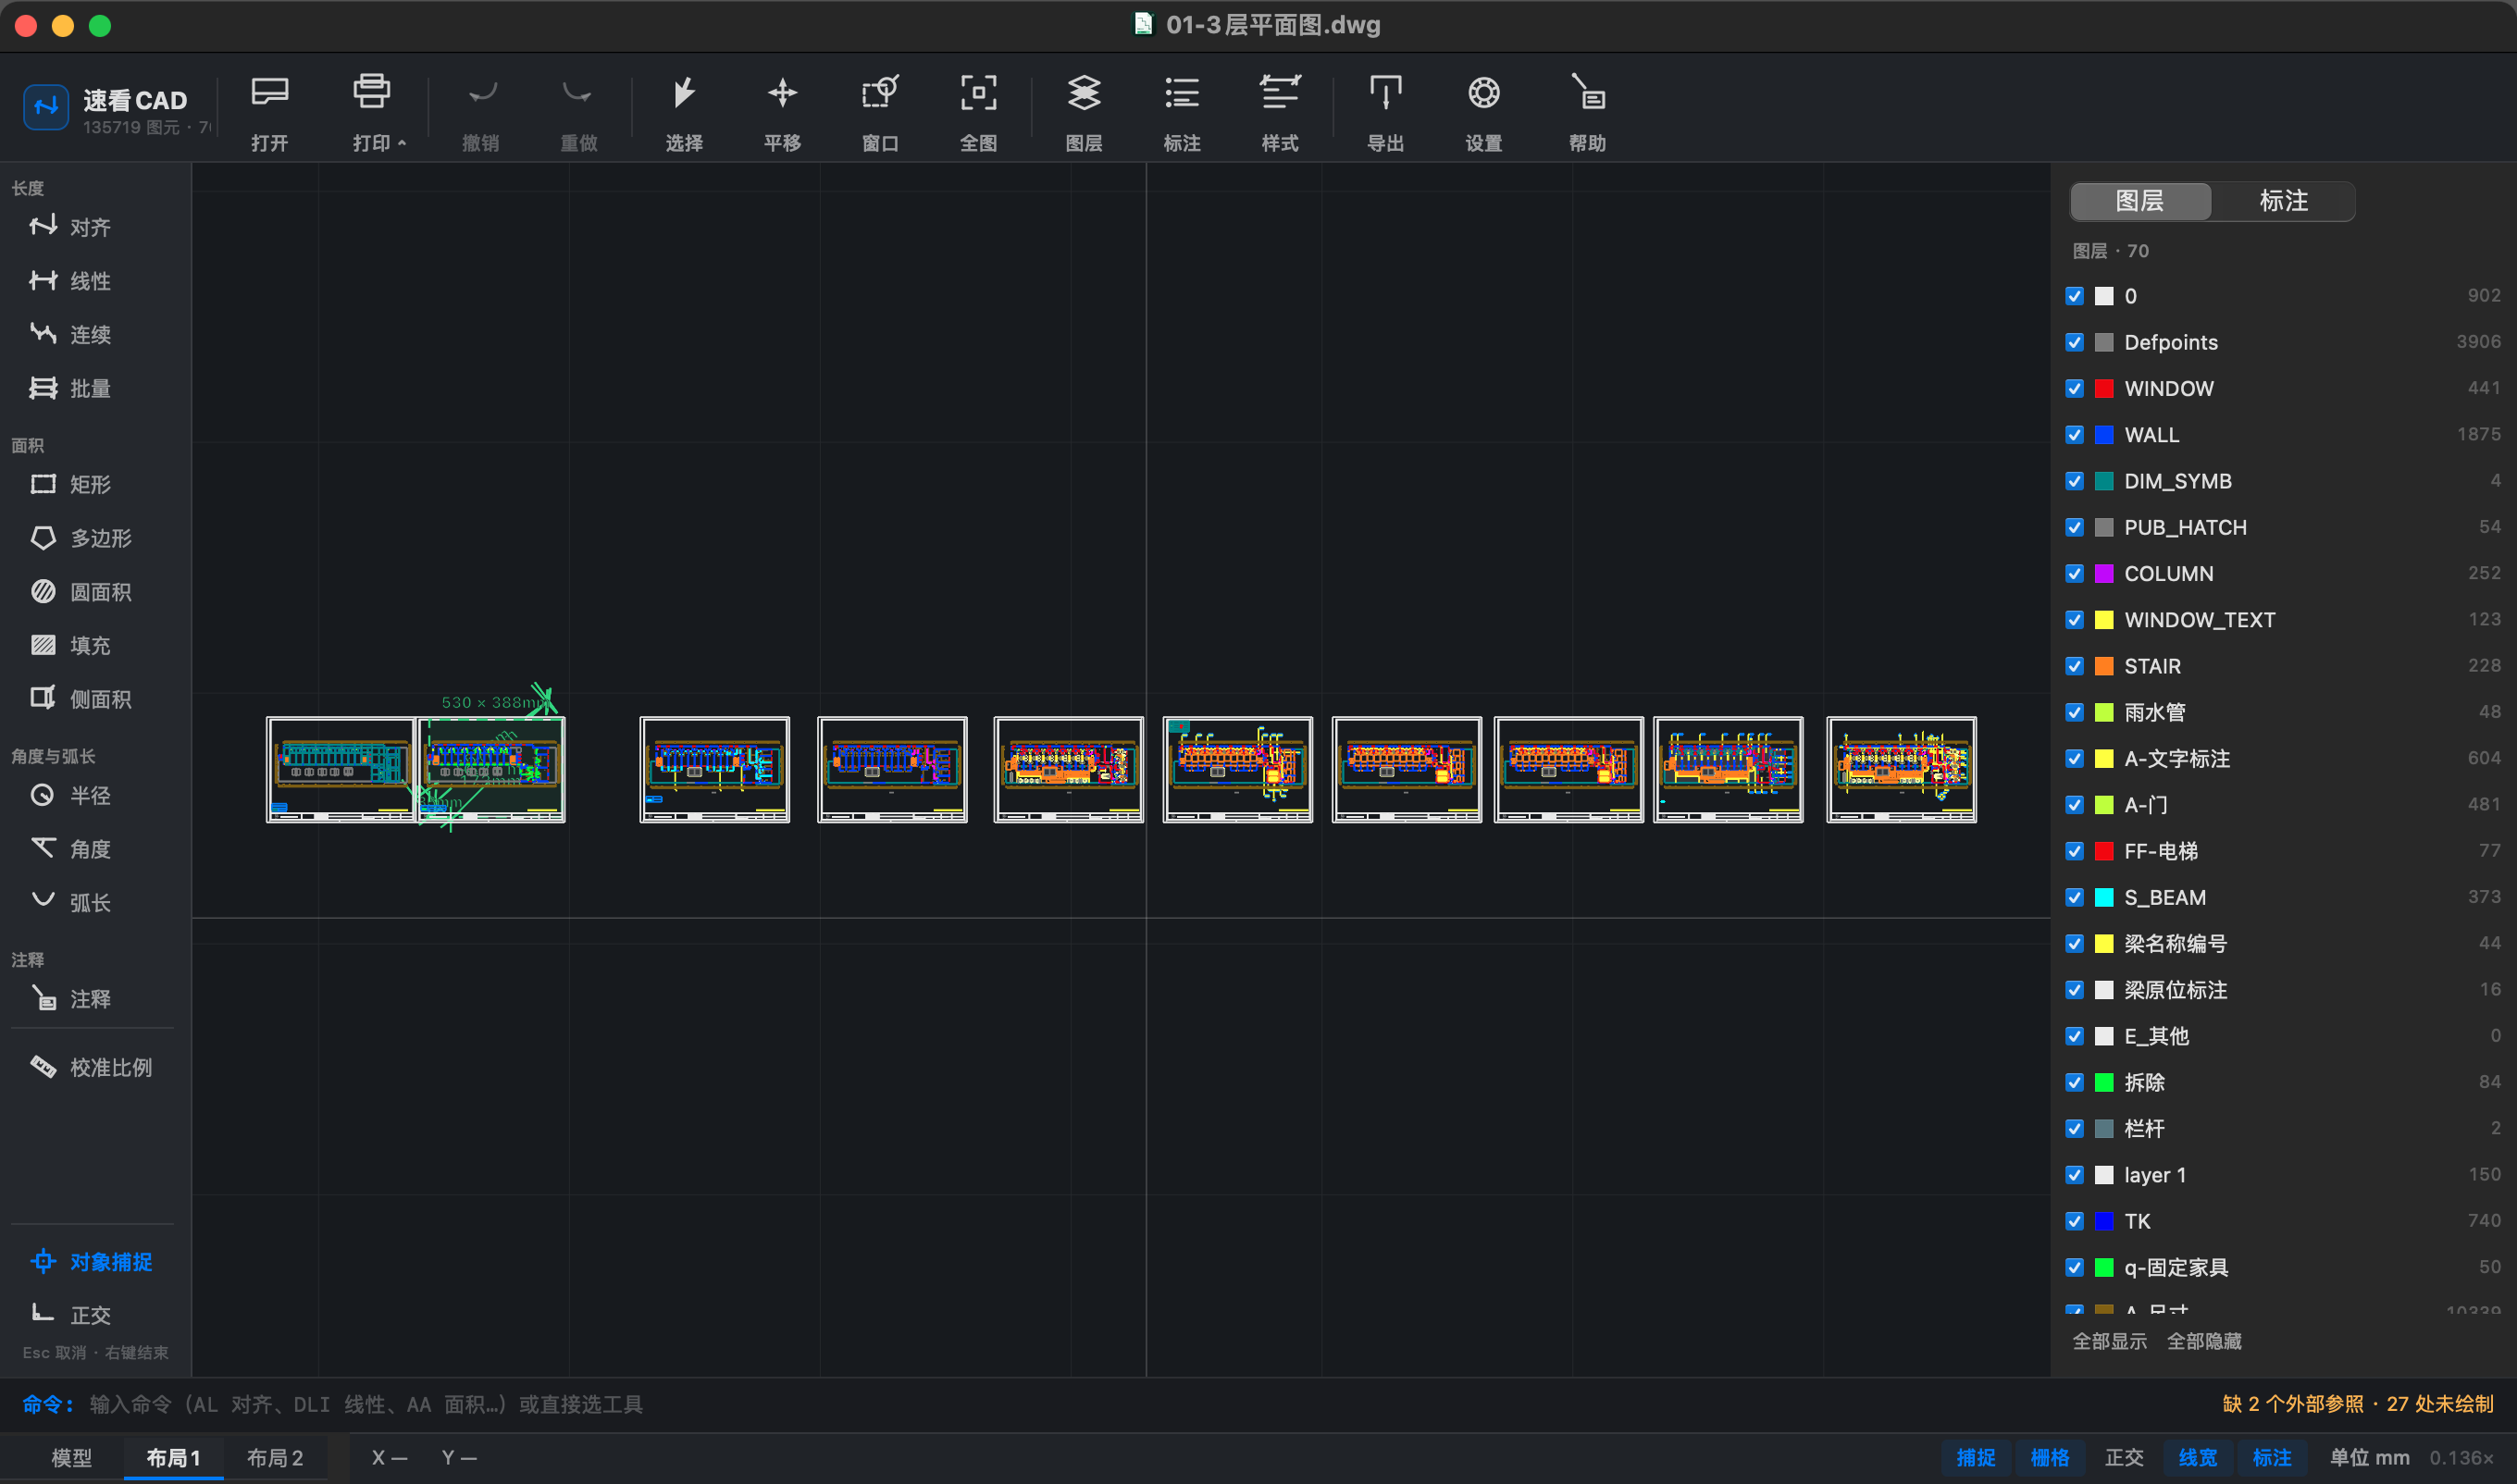 01-3层平面图.dwg
速看CAD
135719 图元 · 7
打开
打印
撤销
重做
选择
平移
窗口
全图
图层
标注
样式
导出
设置
帮助
长度
对齐
线性
连续
批量
面积
矩形
多边形
圆面积
填充
侧面积
角度与弧长
半径
角度
弧长
注释
注释
校准比例
对象捕捉
正交
Esc 取消 · 右键结束
530 × 388mm
图层
标注
图层 · 70
0 902
Defpoints 3906
WINDOW 441
WALL 1875
DIM_SYMB 4
PUB_HATCH 54
COLUMN 252
WINDOW_TEXT 123
STAIR 228
雨水管 48
A-文字标注 604
A-门 481
FF-电梯 77
S_BEAM 373
梁名称编号 44
梁原位标注 16
E_其他 0
拆除 84
栏杆 2
layer 1 150
TK 740
q-固定家具 50
A-尺寸 10339
全部显示 全部隐藏
命令: 输入命令 (AL 对齐、DLI 线性、AA 面积…) 或直接选工具
缺 2 个外部参照 · 27 处未绘制
模型 布局1 布局2 X — Y —
捕捉 栅格 正交 线宽 标注 单位 mm 0.136×